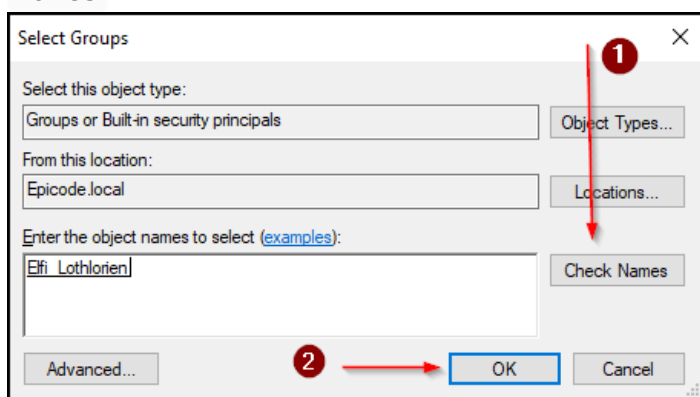 Select Groups
1
Select this object type:
Groups or Built-in security principals
Object Types...
From this location:
Epicode.local
Locations...
Enter the object names to select (examples):
Elfi_Lothlorien
Check Names
Advanced...
2
OK
Cancel